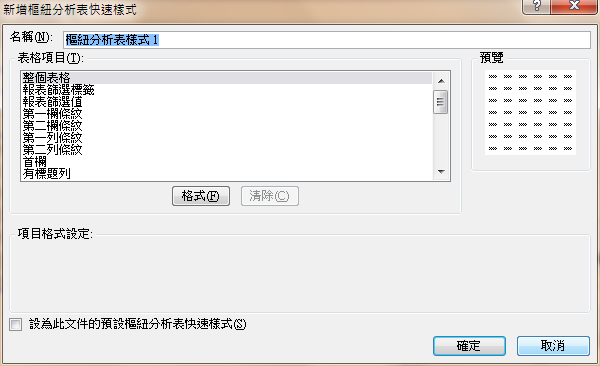 新增樞紐分析表快速樣式
名稱(N): 樞紐分析表樣式 1
表格項目(T):
整個表格
報表篩選標籤
報表篩選值
第一欄條紋
第二欄條紋
第一列條紋
第二列條紋
首欄
有標題列
預覽
格式(F) 清除(C)
項目格式設定:
設為此文件的預設樞紐分析表快速樣式(S)
確定 取消